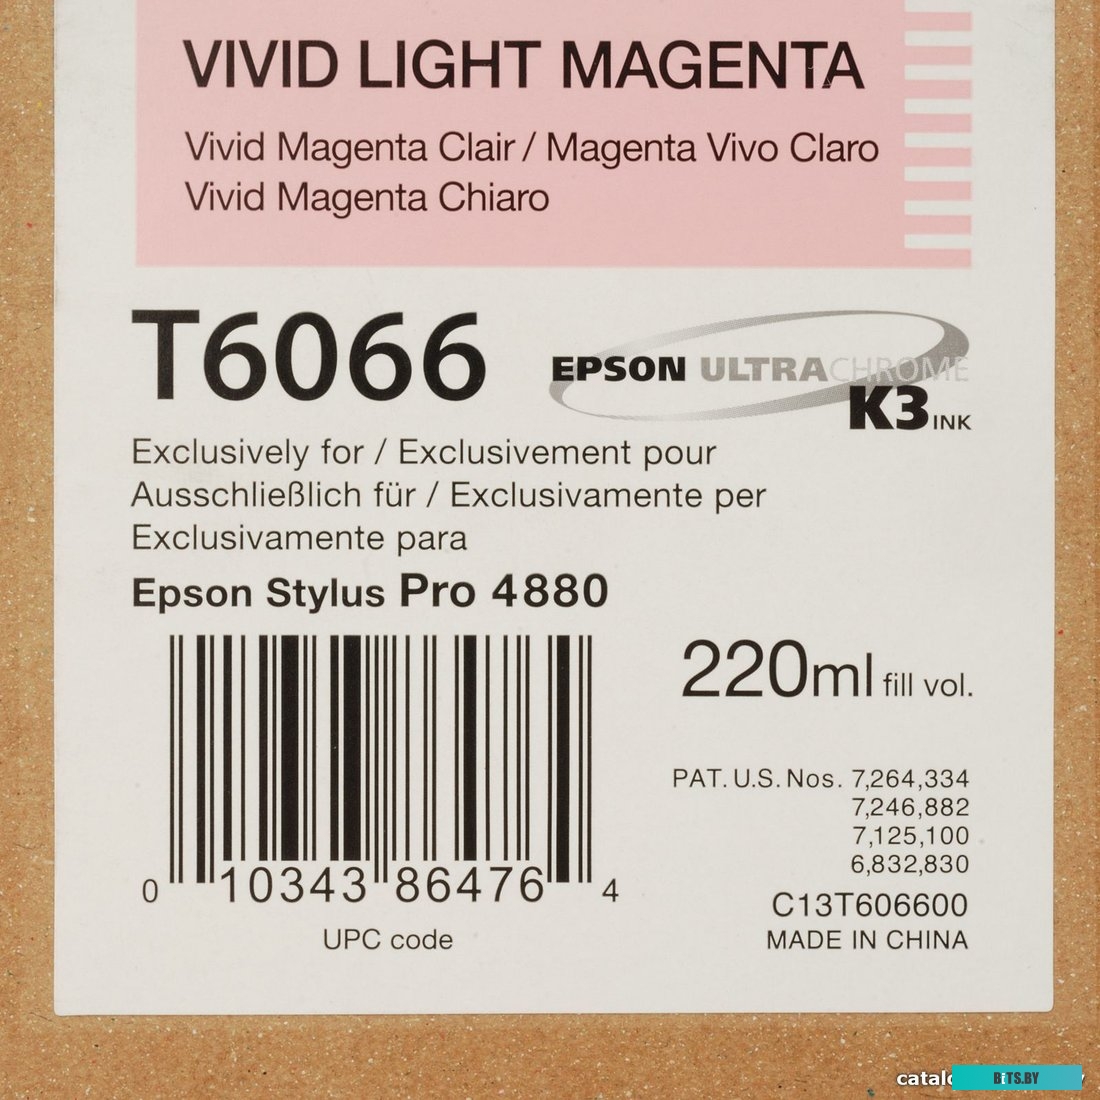 VIVID LIGHT MAGENTA
Vivid Magenta Clair / Magenta Vivo Claro
Vivid Magenta Chiaro
T6066
EPSON ULTRACHROME
K3 INK
Exclusively for / Exclusivement pour
Ausschließlich für / Exclusivamente per
Exclusivamente para
Epson Stylus Pro 4880
220ml fill vol.
PAT. U.S. Nos. 7,264,334
7,246,882
7,125,100
6,832,830
C13T606600
MADE IN CHINA
0 10343 86476 4
UPC code
BiTS.BY